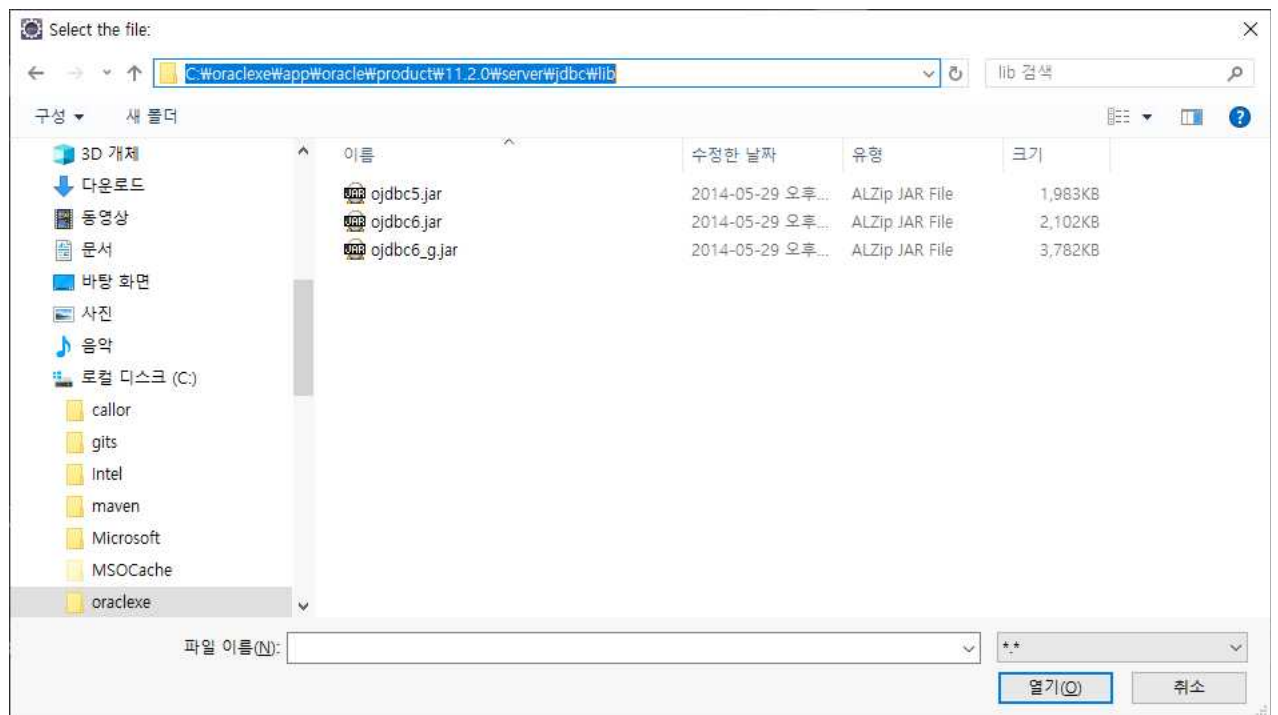 Select the file:
C:₩oraclexe₩app₩oracle₩product₩11.2.0₩server₩jdbc₩lib
lib 검색
구성 새 폴더
3D 개체
다운로드
동영상
문서
바탕 화면
사진
음악
로컬 디스크 (C:)
callor
gits
Intel
maven
Microsoft
MSOCache
oraclexe
이름 수정한 날짜 유형 크기
ojdbc5.jar 2014-05-29 오후... ALZip JAR File 1,983KB
ojdbc6.jar 2014-05-29 오후... ALZip JAR File 2,102KB
ojdbc6_g.jar 2014-05-29 오후... ALZip JAR File 3,782KB
파일 이름(N): *.*
열기(O) 취소